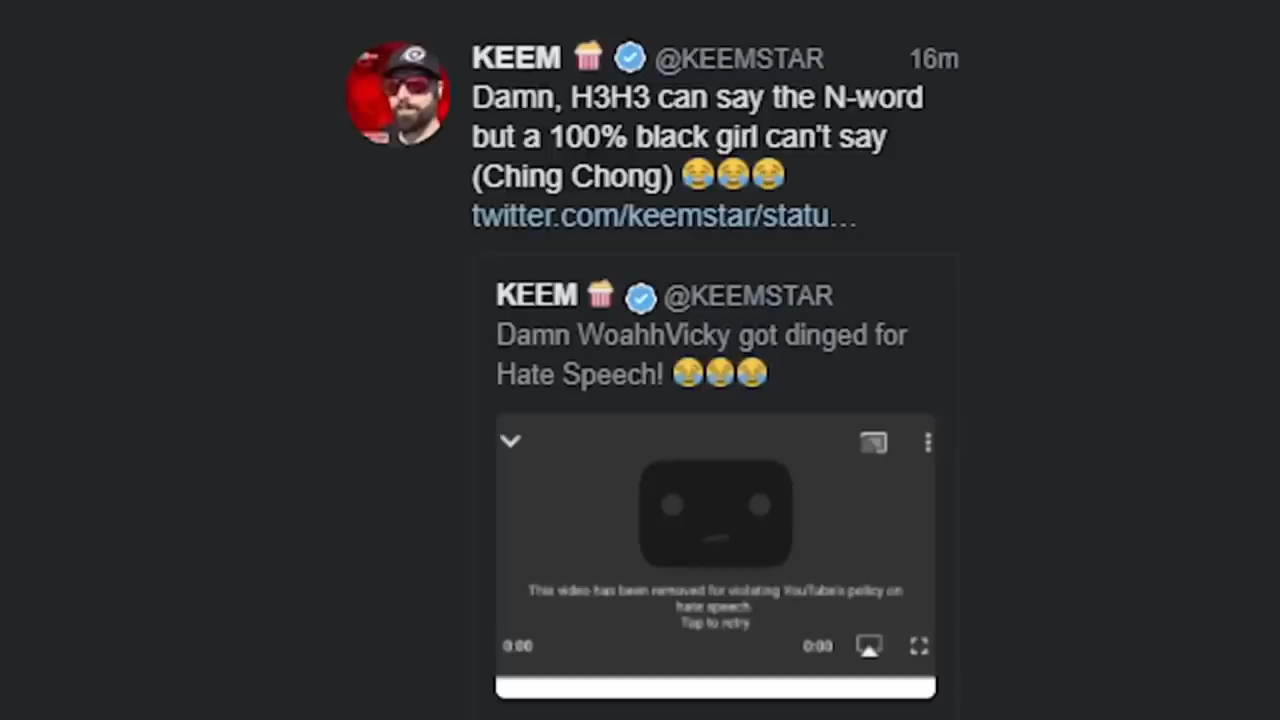 KEEM 🍿 @KEEMSTAR 16m
Damn, H3H3 can say the N-word
but a 100% black girl can't say
(Ching Chong) 😂😂😂
twitter.com/keemstar/statu…
KEEM 🍿 @KEEMSTAR
Damn WoahhVicky got dinged for
Hate Speech! 😂😂😂
This video has been removed for violating YouTube's policy on
hate speech
Tap to retry
0:00 0:00